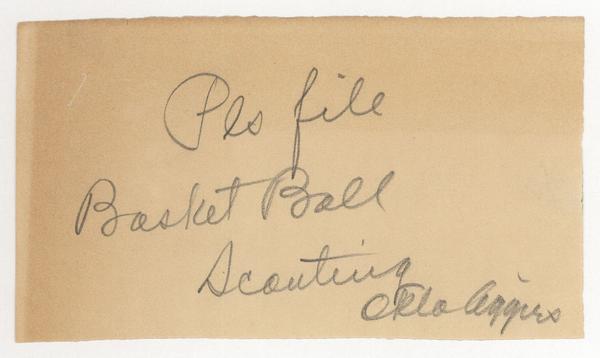 Pls file
Basket Ball
Scouting
Okla Aggies